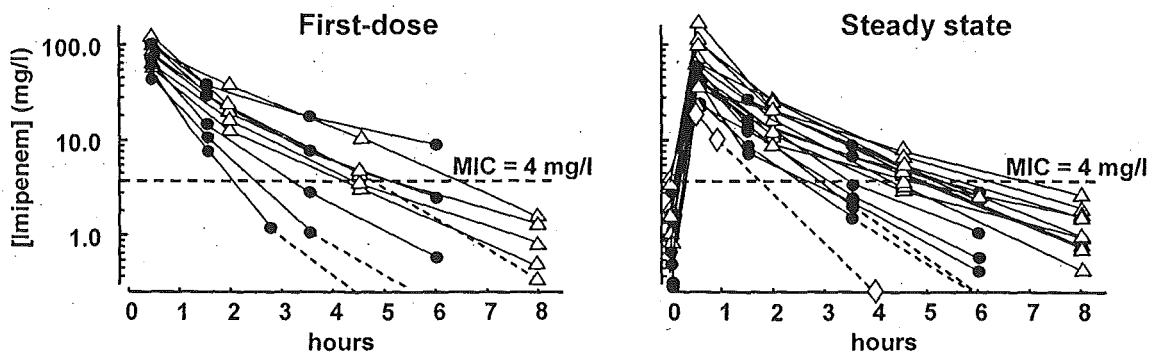 First-dose
Steady state
[Imipenem] (mg/l)
100.0
10.0
1.0
MIC = 4 mg/l
MIC = 4 mg/l
0 1 2 3 4 5 6 7 8
0 1 2 3 4 5 6 7 8
hours
hours